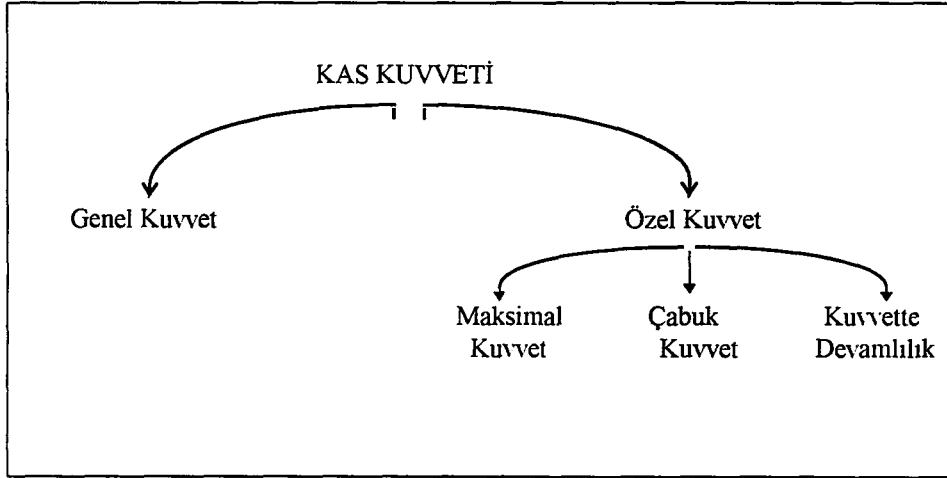 KAS KUVVETİ
Genel Kuvvet
Özel Kuvvet
Maksimal
Kuvvet
Çabuk
Kuvvet
Kuvvette
Devamlılık